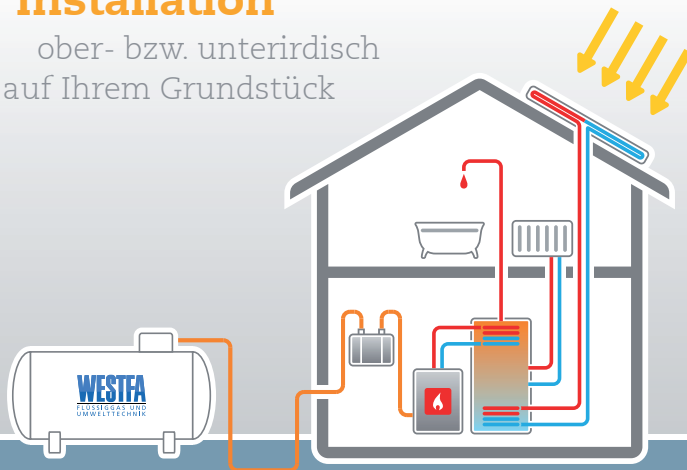 Installation
ober- bzw. unterirdisch
auf Ihrem Grundstück
WESTFA
FLÜSSIGGAS UND
UMWELTTECHNIK